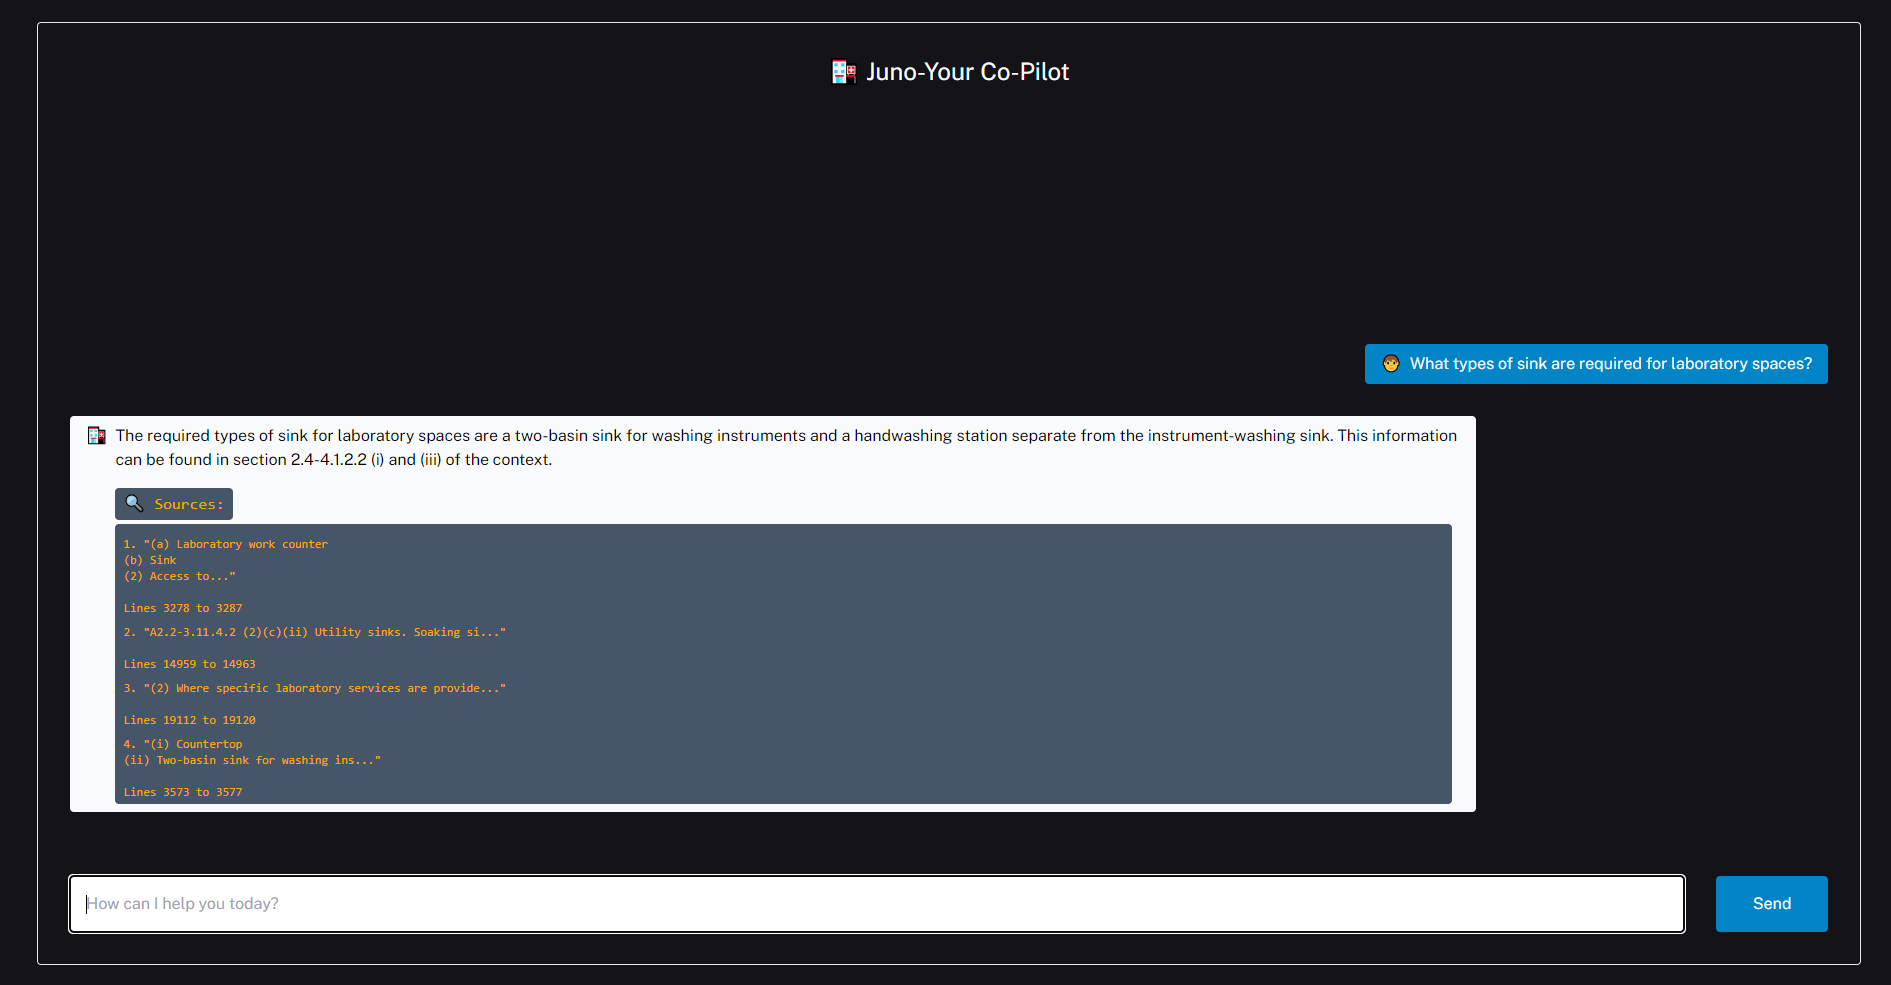 Juno-Your Co-Pilot
What types of sink are required for laboratory spaces?
The required types of sink for laboratory spaces are a two-basin sink for washing instruments and a handwashing station separate from the instrument-washing sink. This information
can be found in section 2.4-4.1.2.2 (i) and (iii) of the context.
Sources:
1. "(a) Laboratory work counter
(b) Sink
(2) Access to..."
Lines 3278 to 3287
2. "A2.2-3.11.4.2 (2)(c)(ii) Utility sinks. Soaking si..."
Lines 14959 to 14963
3. "(2) Where specific laboratory services are provide..."
Lines 19112 to 19120
4. "(i) Countertop
(ii) Two-basin sink for washing ins..."
Lines 3573 to 3577
How can I help you today?
Send